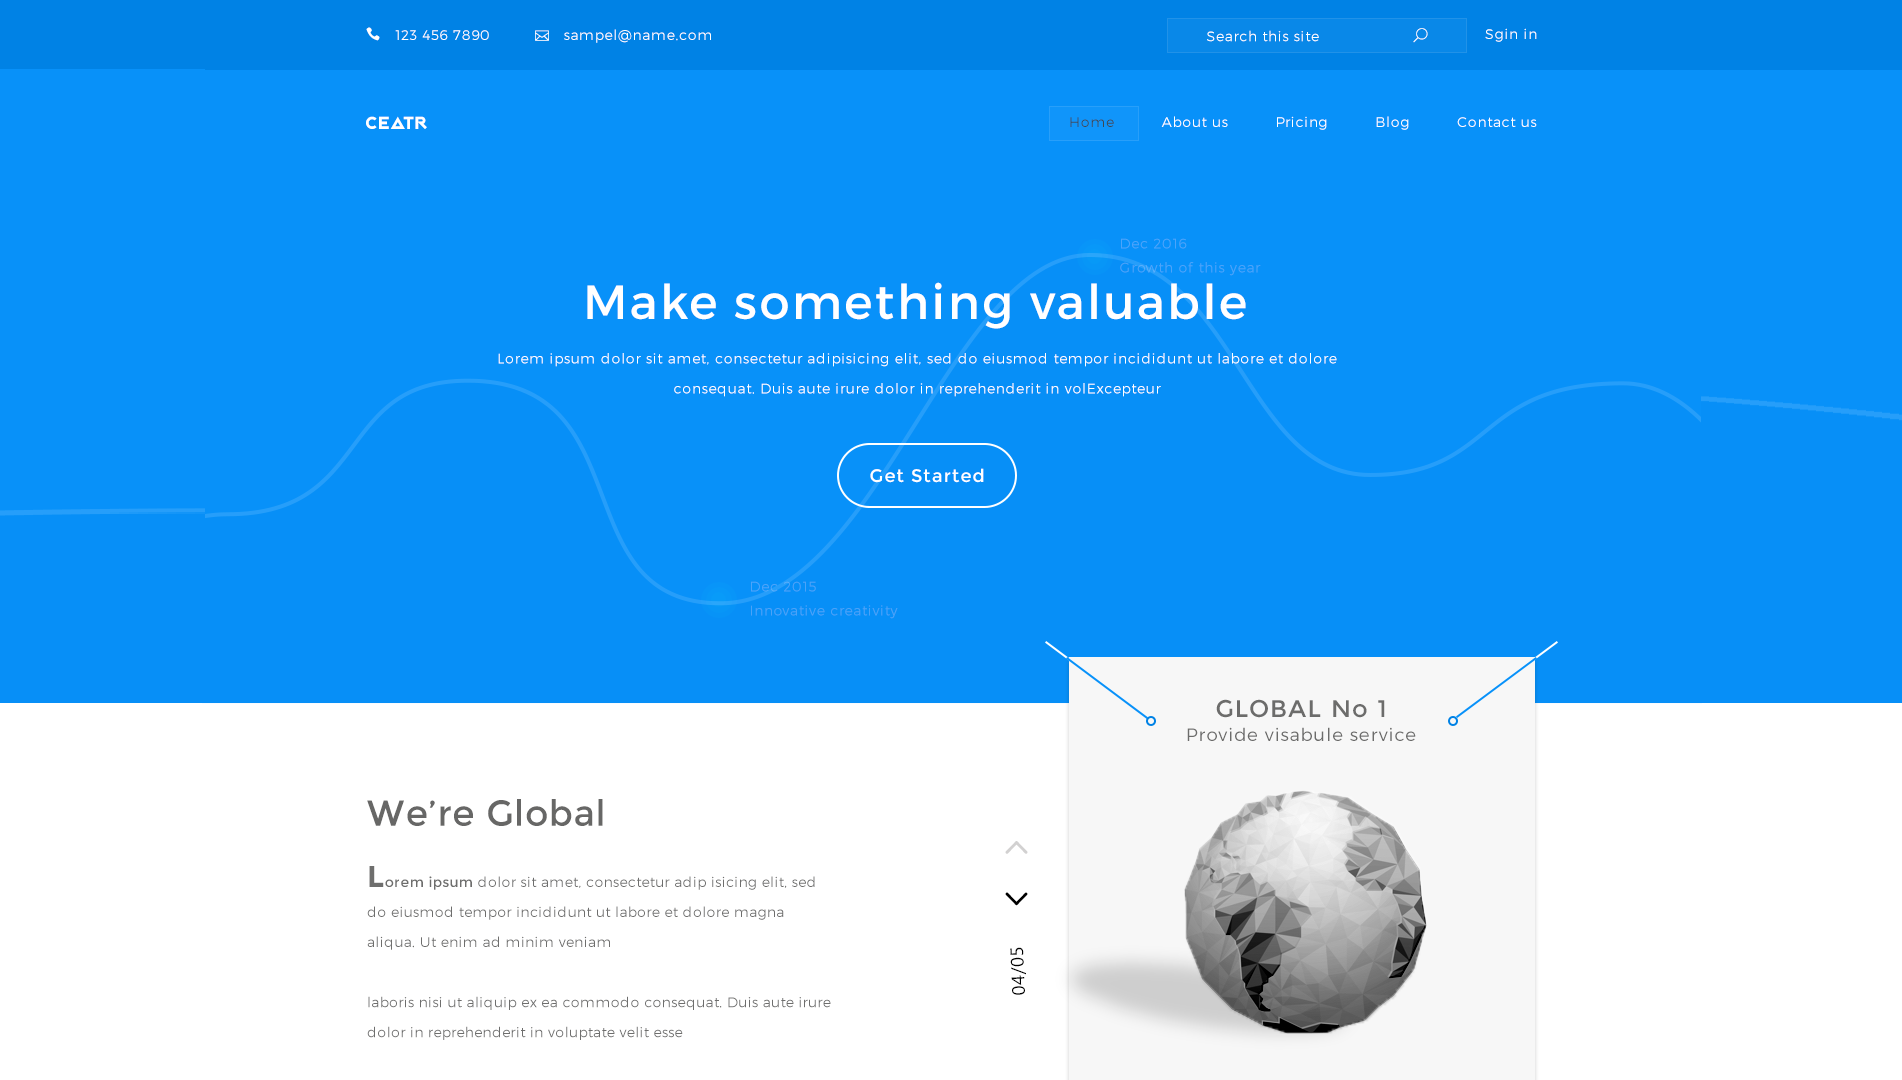 123 456 7890
sampel@name.com
Search this site
Sgin in
CEATR
Home
About us
Pricing
Blog
Contact us
Dec 2016
Growth of this year
Make something valuable
Lorem ipsum dolor sit amet, consectetur adipisicing elit, sed do eiusmod tempor incididunt ut labore et dolore
consequat. Duis aute irure dolor in reprehenderit in volExcepteur
Get Started
Dec 2015
Innovative creativity
GLOBAL No 1
Provide visabule service
We’re Global
Lorem ipsum dolor sit amet, consectetur adip isicing elit, sed
do eiusmod tempor incididunt ut labore et dolore magna
aliqua. Ut enim ad minim veniam
laboris nisi ut aliquip ex ea commodo consequat. Duis aute irure
dolor in reprehenderit in voluptate velit esse
04/05